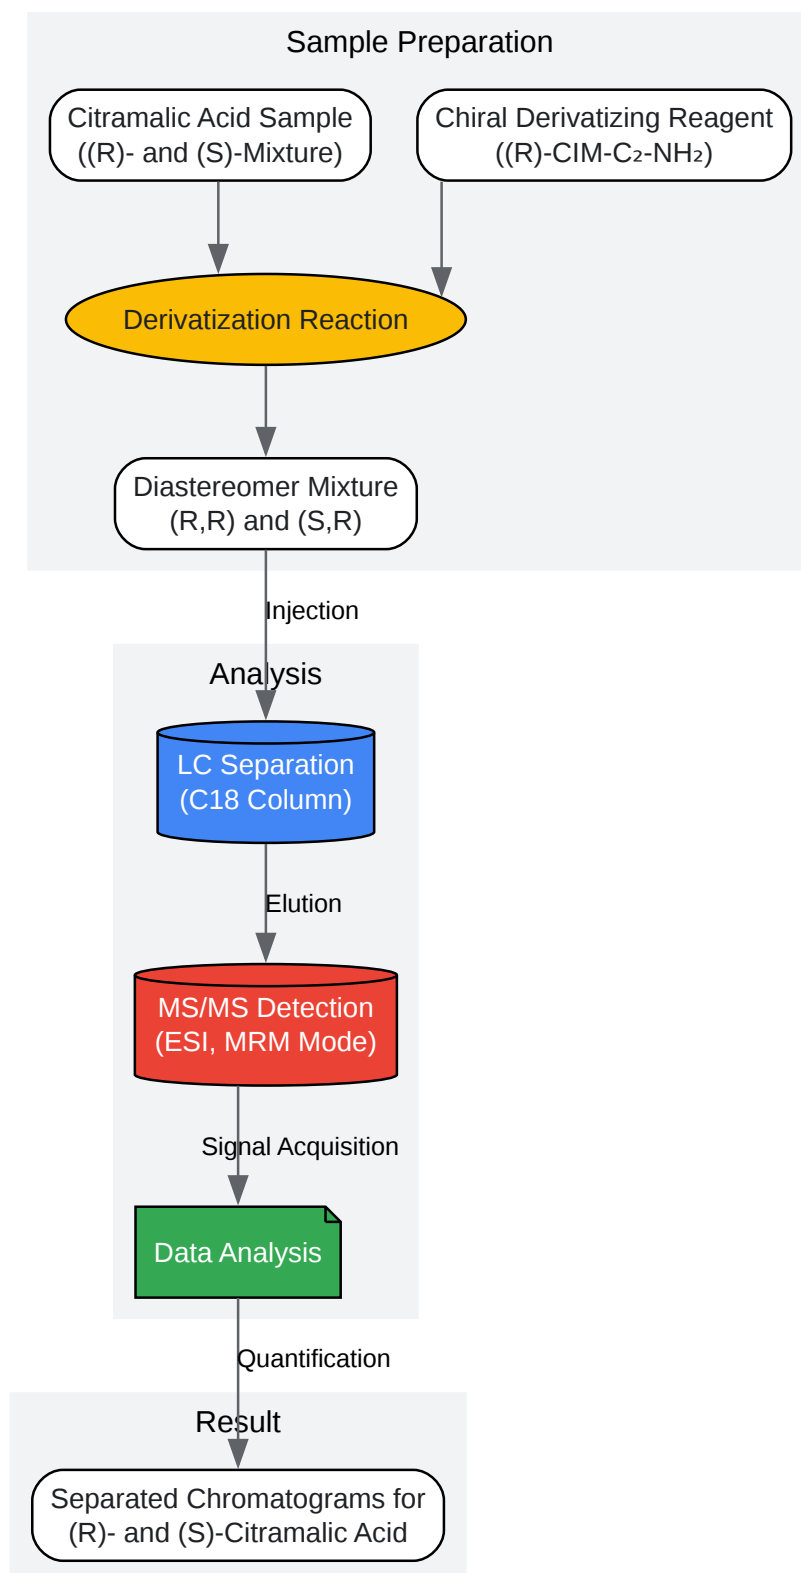 Sample Preparation
Citramalic Acid Sample
((R)- and (S)-Mixture)
Chiral Derivatizing Reagent
((R)-CIM-C₂-NH₂)
Derivatization Reaction
Diastereomer Mixture
(R,R) and (S,R)
Injection
Analysis
LC Separation
(C18 Column)
Elution
MS/MS Detection
(ESI, MRM Mode)
Signal Acquisition
Data Analysis
Quantification
Result
Separated Chromatograms for
(R)- and (S)-Citramalic Acid